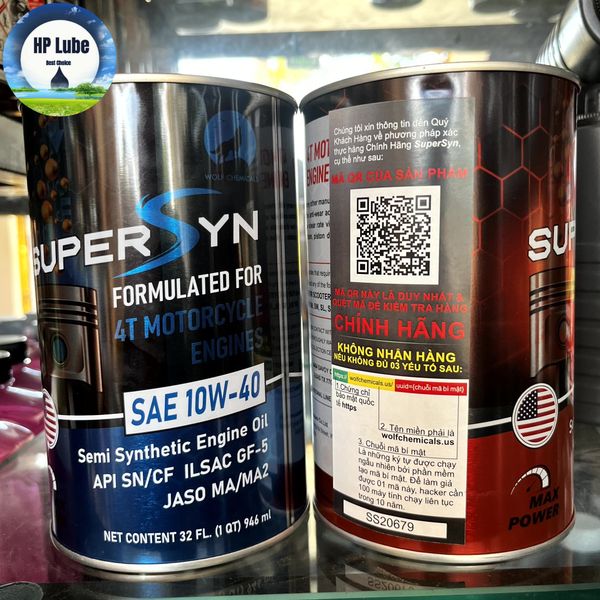 HP Lube
Best Choice
WOLF CHEMICALS
SUPER SYN
FORMULATED FOR
4T MOTORCYCLE
ENGINES
SAE 10W-40
Semi Synthetic Engine Oil
API SN/CF ILSAC GF-5
JASO MA/MA2
NET CONTENT 32 FL. (1 QT) 946 ml
Chúng tôi xin thông tin đến Quý
Khách Hàng về phương pháp xác
thực hàng Chính Hãng SuperSyn,
cụ thể như sau:
MÃ QR CỦA SẢN PHẨM
MÃ QR NÀY LÀ DUY NHẤT &
QUÉT MÃ ĐỂ KIỂM TRA HÀNG
CHÍNH HÃNG
KHÔNG NHẬN HÀNG
NẾU KHÔNG ĐỦ 03 YẾU TỐ SAU:
https:// wolfchemicals.us/ uuid=(chuỗi mã bí mật)
1. Chứng chỉ
bảo mật quốc
tế https
2. Tên miền phải là
wolfchemicals.us
3. Chuỗi mã bí mật
Là những ký tự được chạy
ngẫu nhiên bởi phần mềm
mã bảo mật. Để làm giả
được 01 mã này, hacker cần
100 máy tính chạy liên tục
trong 10 năm.
SS20679
4T MOTO
SU
MAX
POWER